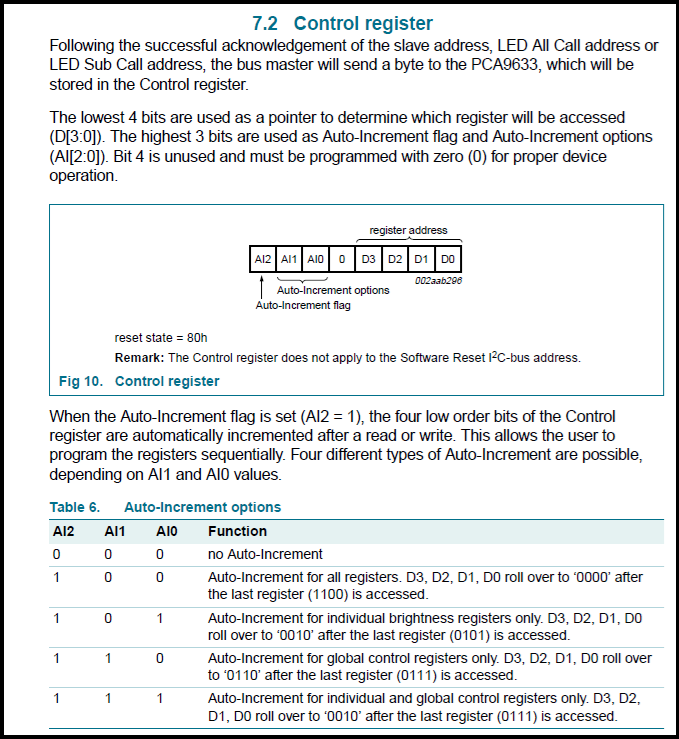 7.2 Control register
Following the successful acknowledgement of the slave address, LED All Call address or
LED Sub Call address, the bus master will send a byte to the PCA9633, which will be
stored in the Control register.
The lowest 4 bits are used as a pointer to determine which register will be accessed
(D[3:0]). The highest 3 bits are used as Auto-Increment flag and Auto-Increment options
(AI[2:0]). Bit 4 is unused and must be programmed with zero (0) for proper device
operation.
register address
AI2 AI1 AI0 0 D3 D2 D1 D0
002aab296
Auto-Increment options
Auto-Increment flag
reset state = 80h
Remark: The Control register does not apply to the Software Reset I²C-bus address.
Fig 10. Control register
When the Auto-Increment flag is set (AI2 = 1), the four low order bits of the Control
register are automatically incremented after a read or write. This allows the user to
program the registers sequentially. Four different types of Auto-Increment are possible,
depending on AI1 and AI0 values.
Table 6. Auto-Increment options
AI2 AI1 AI0 Function
0 0 0 no Auto-Increment
1 0 0 Auto-Increment for all registers. D3, D2, D1, D0 roll over to ‘0000’ after
the last register (1100) is accessed.
1 0 1 Auto-Increment for individual brightness registers only. D3, D2, D1, D0
roll over to ‘0010’ after the last register (0101) is accessed.
1 1 0 Auto-Increment for global control registers only. D3, D2, D1, D0 roll over
to ‘0110’ after the last register (0111) is accessed.
1 1 1 Auto-Increment for individual and global control registers only. D3, D2,
D1, D0 roll over to ‘0010’ after the last register (0111) is accessed.